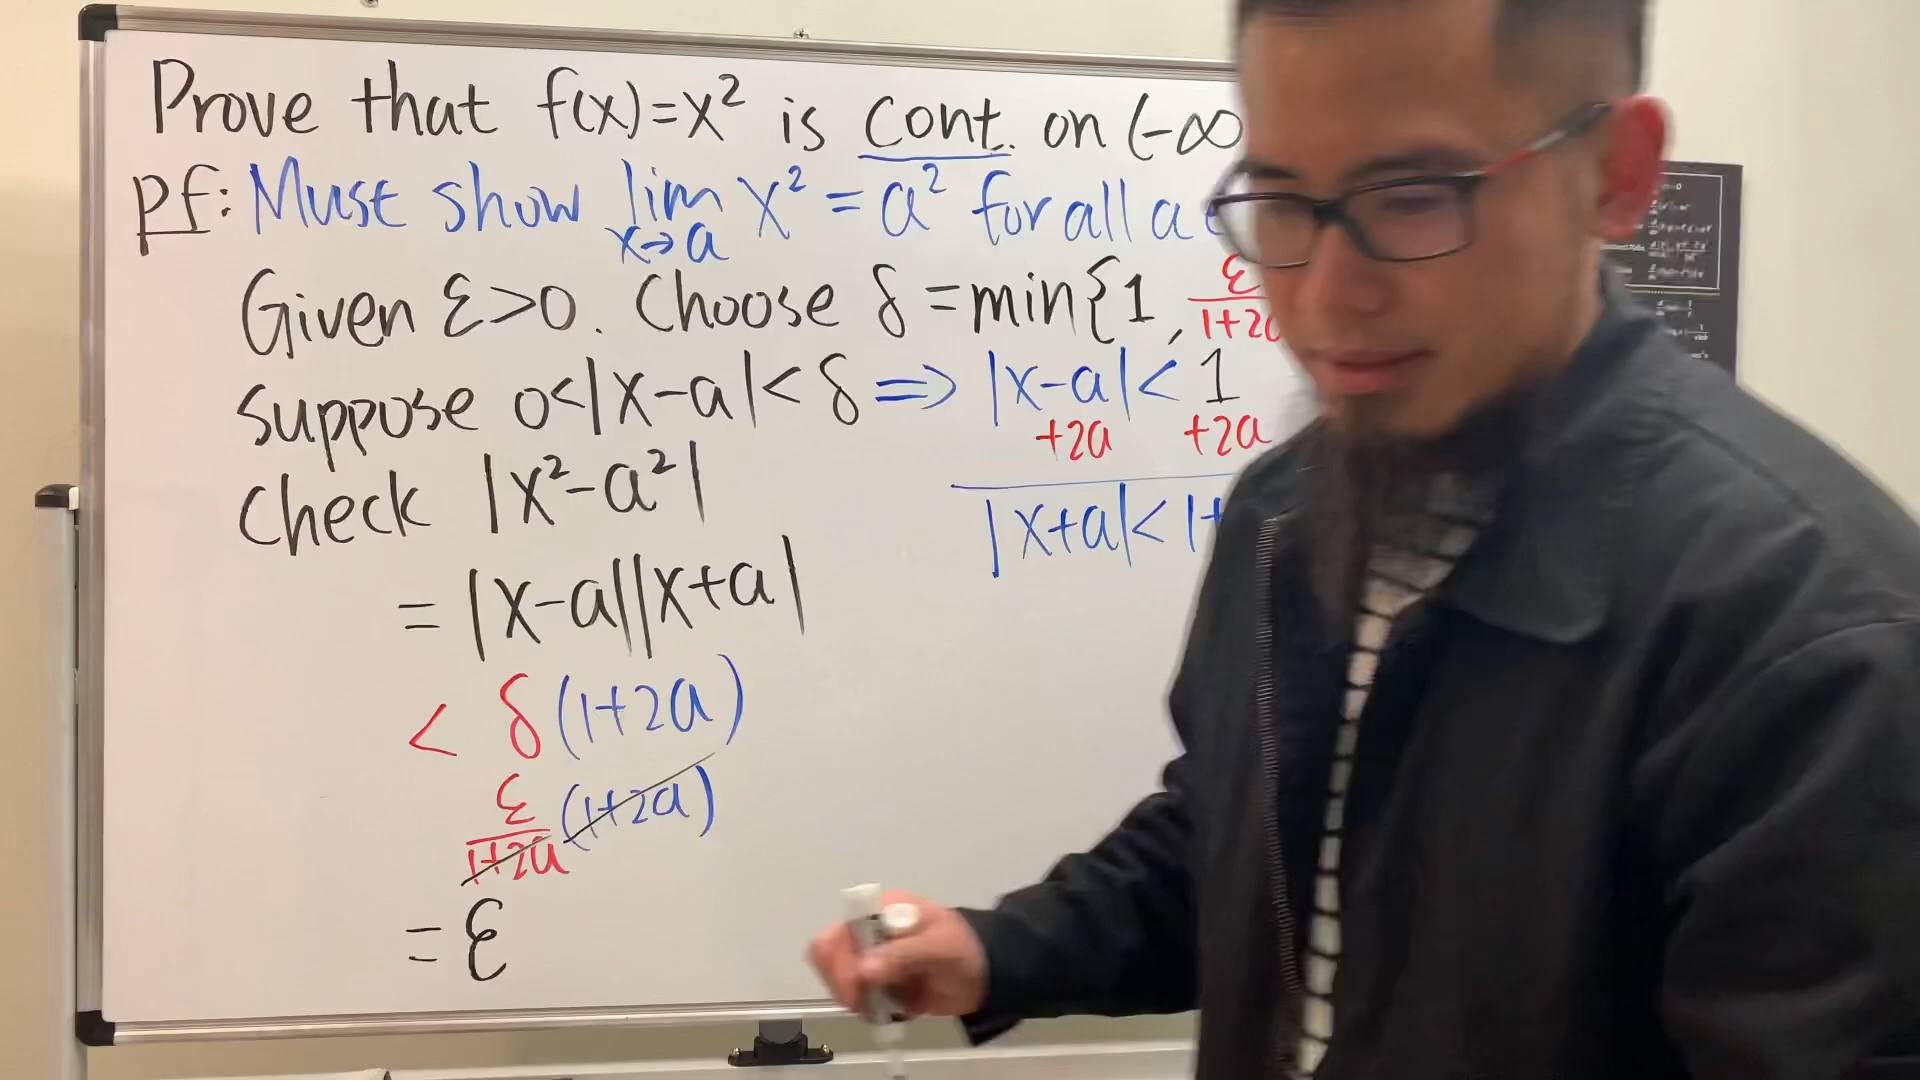 Prove that f(x)=x² is cont. on (-∞
pf: Must show lim x→a x² = a² for all a
Given ε>0. Choose δ = min{1, ε/1+2a
suppose 0<|x-a|<δ => |x-a|<1
+2a +2a
check |x²-a²|
|x+a|<1+
= |x-a||x+a|
< δ(1+2a)
ε/1+2a (1+2a)
= ε